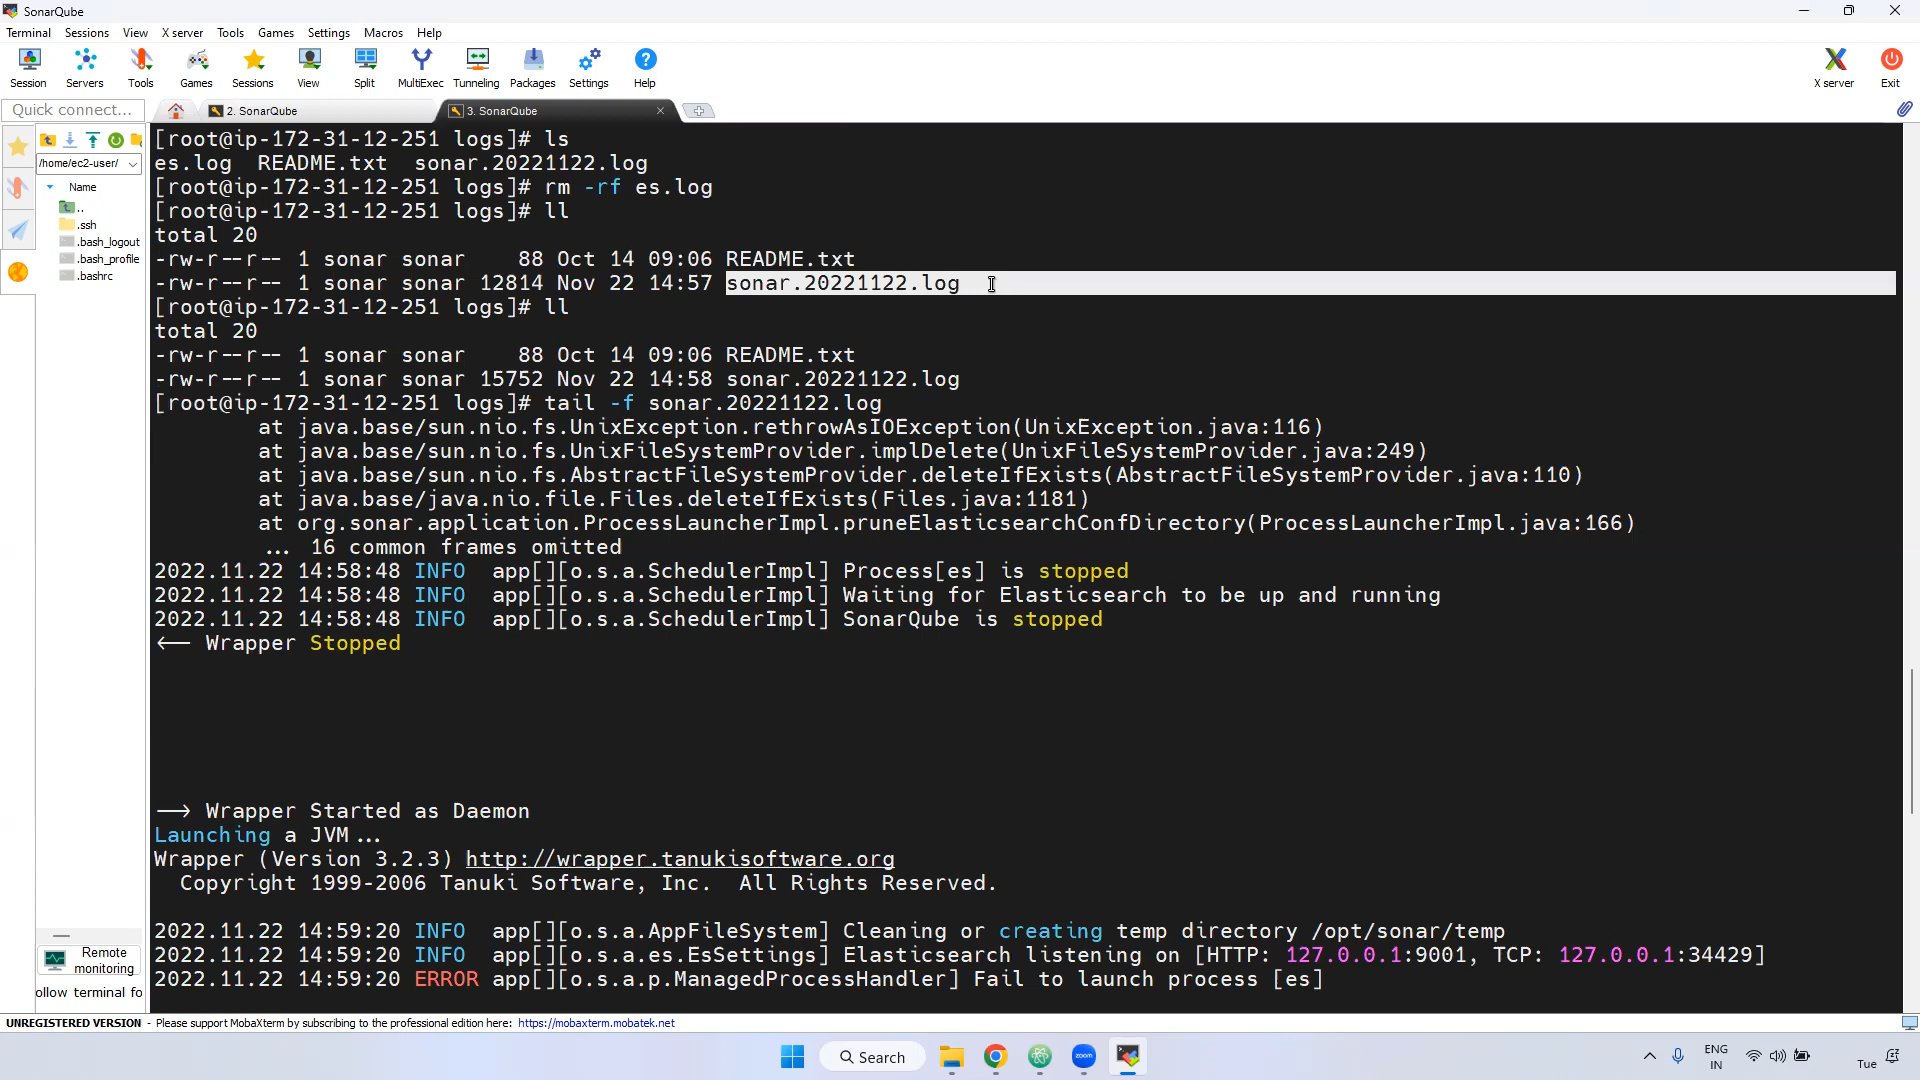 SonarQube
Terminal Sessions View X server Tools Games Settings Macros Help
Session Servers Tools Games Sessions View Split MultiExec Tunneling Packages Settings Help X server Exit
Quick connect... 2. SonarQube 3. SonarQube
/home/ec2-user/
Name
..
.ssh
.bash_logout
.bash_profile
.bashrc
[root@ip-172-31-12-251 logs]# ls
es.log README.txt sonar.20221122.log
[root@ip-172-31-12-251 logs]# rm -rf es.log
[root@ip-172-31-12-251 logs]# ll
total 20
-rw-r--r-- 1 sonar sonar 88 Oct 14 09:06 README.txt
-rw-r--r-- 1 sonar sonar 12814 Nov 22 14:57 sonar.20221122.log
[root@ip-172-31-12-251 logs]# ll
total 20
-rw-r--r-- 1 sonar sonar 88 Oct 14 09:06 README.txt
-rw-r--r-- 1 sonar sonar 15752 Nov 22 14:58 sonar.20221122.log
[root@ip-172-31-12-251 logs]# tail -f sonar.20221122.log
at java.base/sun.nio.fs.UnixException.rethrowAsIOException(UnixException.java:116)
at java.base/sun.nio.fs.UnixFileSystemProvider.implDelete(UnixFileSystemProvider.java:249)
at java.base/sun.nio.fs.AbstractFileSystemProvider.deleteIfExists(AbstractFileSystemProvider.java:110)
at java.base/java.nio.file.Files.deleteIfExists(Files.java:1181)
at org.sonar.application.ProcessLauncherImpl.pruneElasticsearchConfDirectory(ProcessLauncherImpl.java:166)
... 16 common frames omitted
2022.11.22 14:58:48 INFO app[][o.s.a.SchedulerImpl] Process[es] is stopped
2022.11.22 14:58:48 INFO app[][o.s.a.SchedulerImpl] Waiting for Elasticsearch to be up and running
2022.11.22 14:58:48 INFO app[][o.s.a.SchedulerImpl] SonarQube is stopped
<-- Wrapper Stopped
--> Wrapper Started as Daemon
Launching a JVM...
Wrapper (Version 3.2.3) http://wrapper.tanukisoftware.org
Copyright 1999-2006 Tanuki Software, Inc. All Rights Reserved.
2022.11.22 14:59:20 INFO app[][o.s.a.AppFileSystem] Cleaning or creating temp directory /opt/sonar/temp
2022.11.22 14:59:20 INFO app[][o.s.a.es.EsSettings] Elasticsearch listening on [HTTP: 127.0.0.1:9001, TCP: 127.0.0.1:34429]
2022.11.22 14:59:20 ERROR app[][o.s.a.p.ManagedProcessHandler] Fail to launch process [es]
Remote
monitoring
ollow terminal fo
UNREGISTERED VERSION - Please support MobaXterm by subscribing to the professional edition here: https://mobaxterm.mobatek.net
Search
zoom
ENG
IN
Tue